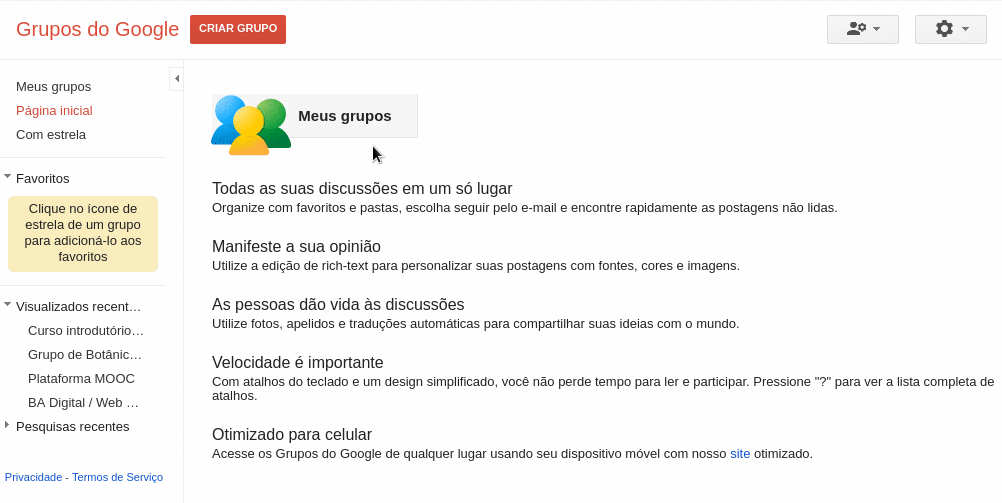 Grupos do Google
CRIAR GRUPO
Meus grupos
Página inicial
Com estrela
Favoritos
Clique no ícone de
estrela de um grupo
para adicioná-lo aos
favoritos
Visualizados recent…
Curso introdutório…
Grupo de Botânic…
Plataforma MOOC
BA Digital / Web …
Pesquisas recentes
Privacidade - Termos de Serviço
Meus grupos
Todas as suas discussões em um só lugar
Organize com favoritos e pastas, escolha seguir pelo e-mail e encontre rapidamente as postagens não lidas.
Manifeste a sua opinião
Utilize a edição de rich-text para personalizar suas postagens com fontes, cores e imagens.
As pessoas dão vida às discussões
Utilize fotos, apelidos e traduções automáticas para compartilhar suas ideias com o mundo.
Velocidade é importante
Com atalhos do teclado e um design simplificado, você não perde tempo para ler e participar. Pressione "?" para ver a lista completa de
atalhos.
Otimizado para celular
Acesse os Grupos do Google de qualquer lugar usando seu dispositivo móvel com nosso site otimizado.